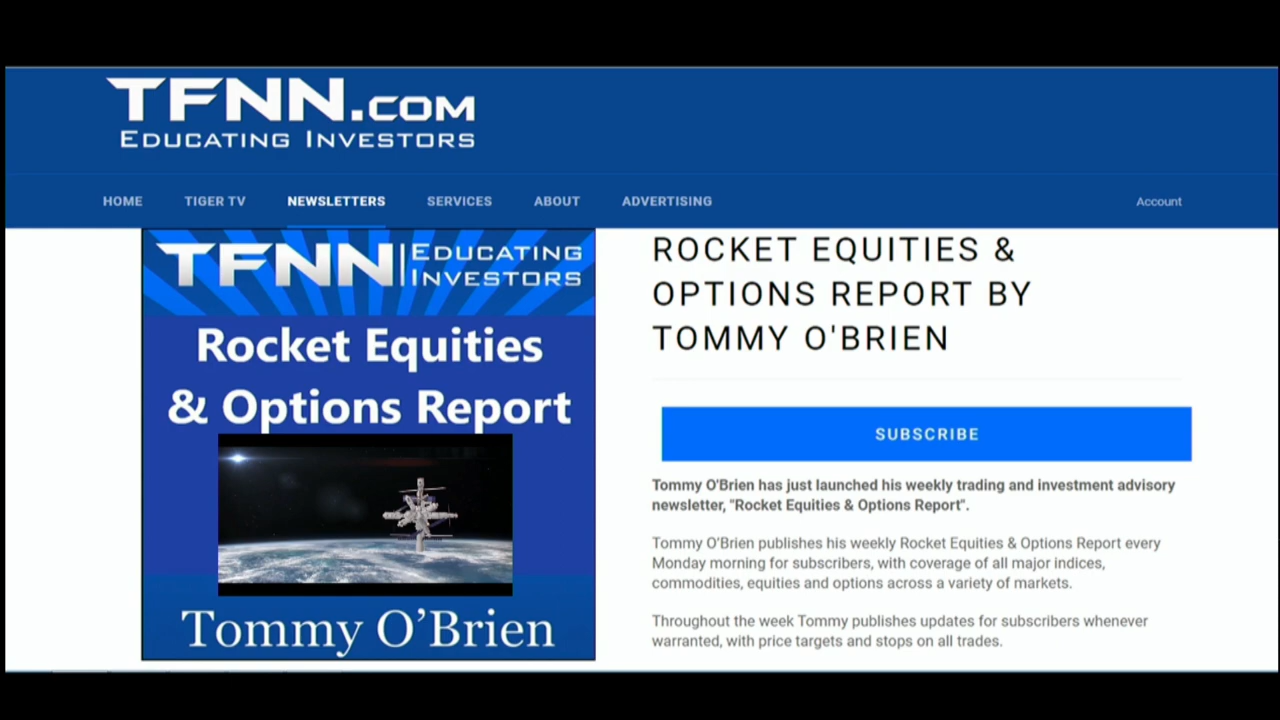 TFNN.COM
EDUCATING INVESTORS
HOME TIGER TV NEWSLETTERS SERVICES ABOUT ADVERTISING Account
TFNN EDUCATING
INVESTORS
Rocket Equities
& Options Report
Tommy O’Brien
ROCKET EQUITIES &
OPTIONS REPORT BY
TOMMY O'BRIEN
SUBSCRIBE
Tommy O'Brien has just launched his weekly trading and investment advisory
newsletter, "Rocket Equities & Options Report".
Tommy O’Brien publishes his weekly Rocket Equities & Options Report every
Monday morning for subscribers, with coverage of all major indices,
commodities, equities and options across a variety of markets.
Throughout the week Tommy publishes updates for subscribers whenever
warranted, with price targets and stops on all trades.